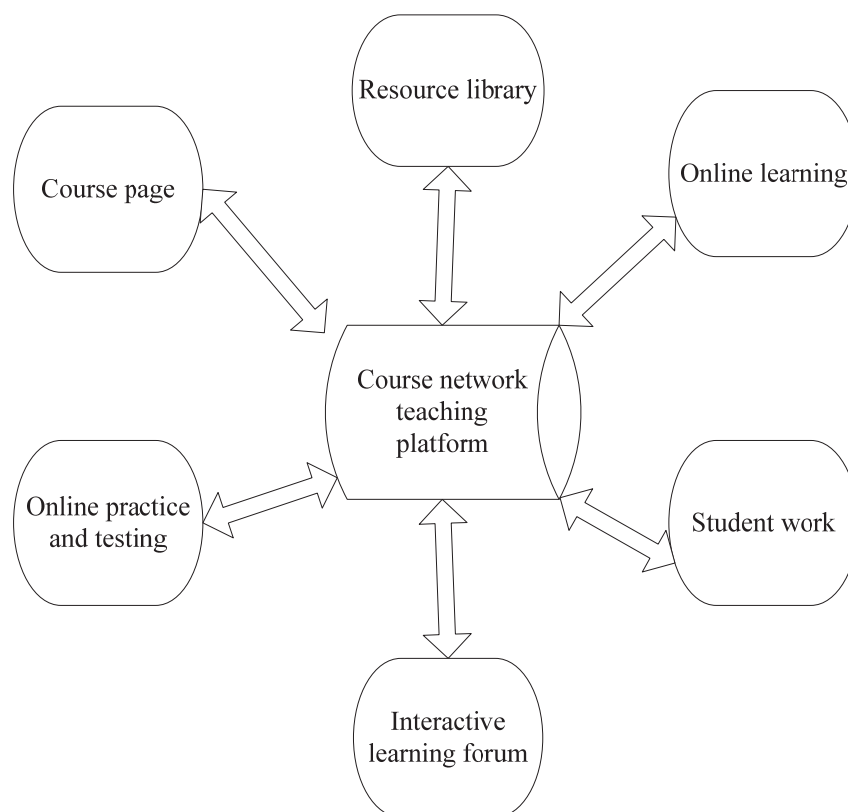 Resource library
Course page
Online learning
Course network
teaching
platform
Online practice
and testing
Student work
Interactive
learning forum